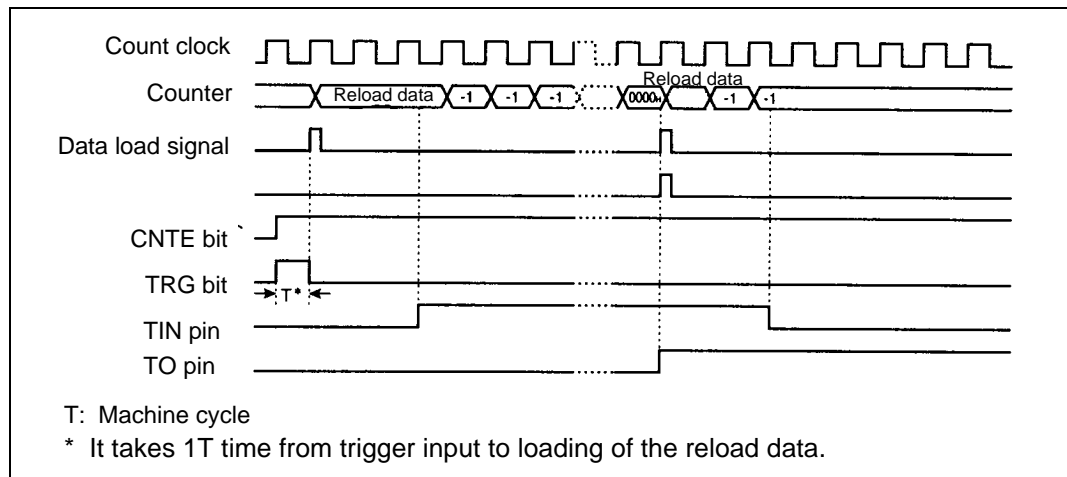 Count clock
Reload data
Counter Reload data -1 -1 -1 0000H -1 -1
Data load signal
CNTE bit
TRG bit
T*
TIN pin
TO pin
T: Machine cycle
* It takes 1T time from trigger input to loading of the reload data.